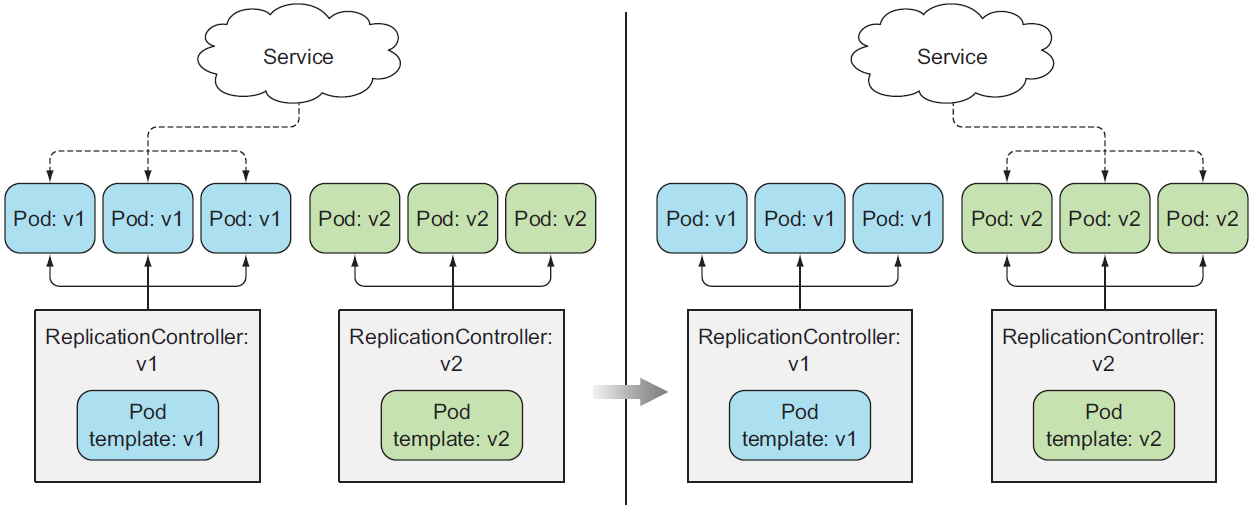 Service
Pod: v1
Pod: v1
Pod: v1
Pod: v2
Pod: v2
Pod: v2
ReplicationController:
v1
Pod
template: v1
ReplicationController:
v2
Pod
template: v2
Service
Pod: v1
Pod: v1
Pod: v1
Pod: v2
Pod: v2
Pod: v2
ReplicationController:
v1
Pod
template: v1
ReplicationController:
v2
Pod
template: v2